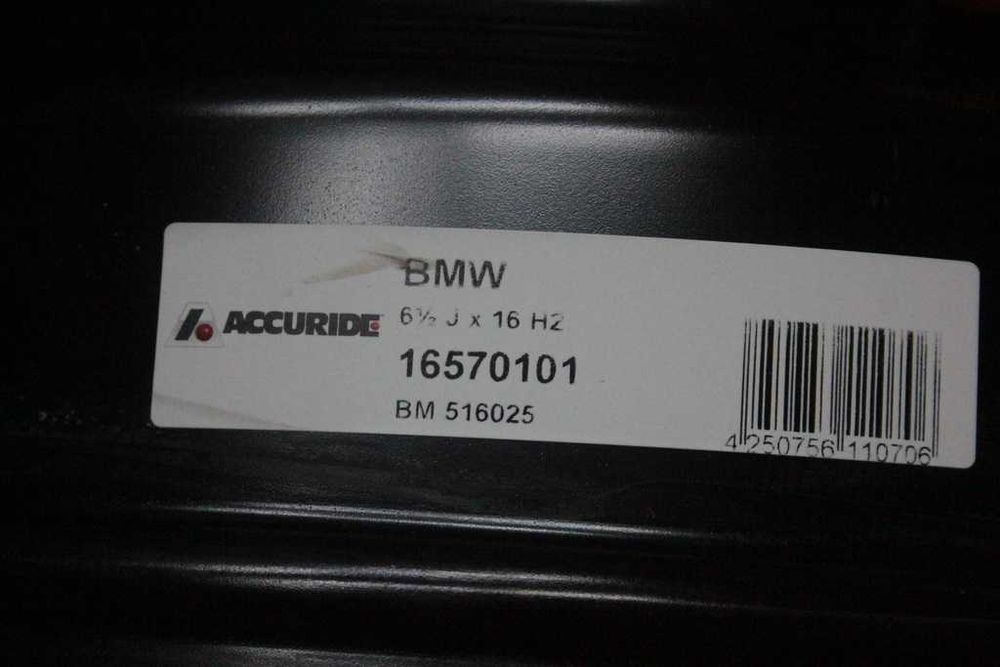 BMW
ACCURIDE
6½ J x 16 H2
16570101
BM 516025
4 250756 110706